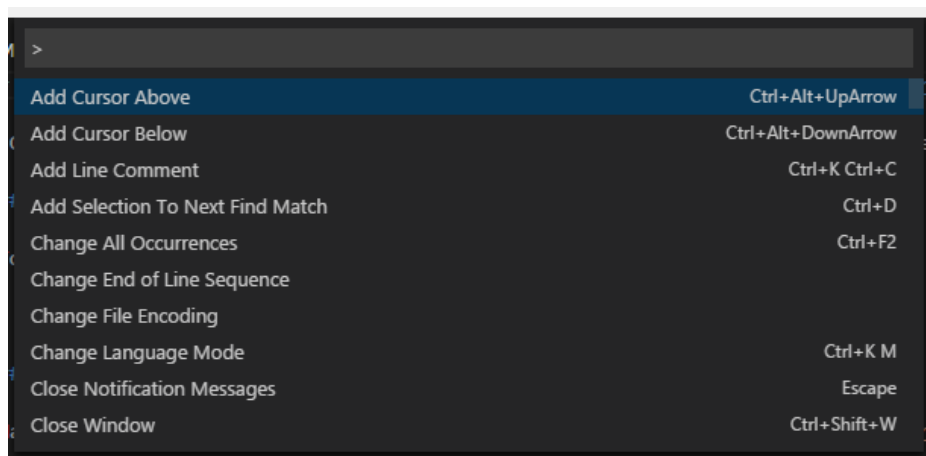 >
Add Cursor Above Ctrl+Alt+UpArrow
Add Cursor Below Ctrl+Alt+DownArrow
Add Line Comment Ctrl+K Ctrl+C
Add Selection To Next Find Match Ctrl+D
Change All Occurrences Ctrl+F2
Change End of Line Sequence
Change File Encoding
Change Language Mode Ctrl+K M
Close Notification Messages Escape
Close Window Ctrl+Shift+W